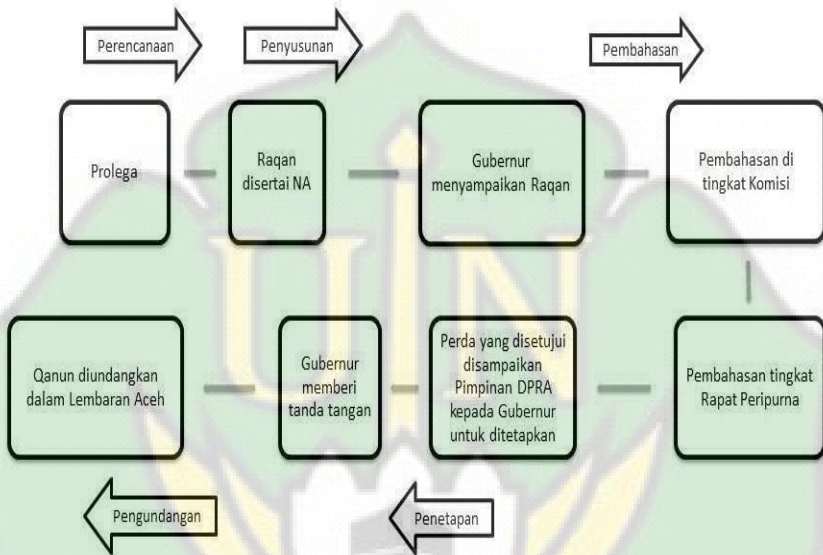 Perencanaan
Penyusunan
Pembahasan
Prolega
Raqan
disertai NA
Gubernur
menyampaikan Raqan
Pembahasan di
tingkat Komisi
Qanun diundangkan
dalam Lembaran Aceh
Gubernur
memberi
tanda tangan
Perda yang disetujui
disampaikan
Pimpinan DPRA
kepada Gubernur
untuk ditetapkan
Pembahasan tingkat
Rapat Peripurna
Pengundangan
Penetapan
UIN